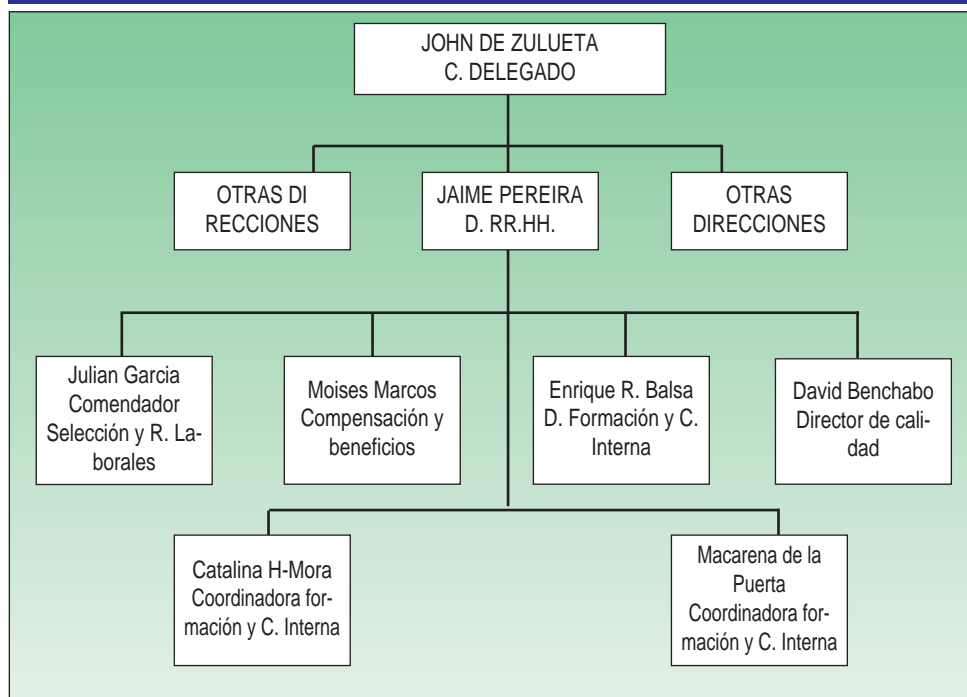 JOHN DE ZULUETA
C. DELEGADO
OTRAS DI
RECCIONES
JAIME PEREIRA
D. RR.HH.
OTRAS
DIRECCIONES
Julian Garcia
Comendador
Selección y R. La-
borales
Moises Marcos
Compensación y
beneficios
Enrique R. Balsa
D. Formación y C.
Interna
David Benchabo
Director de cali-
dad
Catalina H-Mora
Coordinadora for-
mación y C. Interna
Macarena de la
Puerta
Coordinadora for-
mación y C. Interna